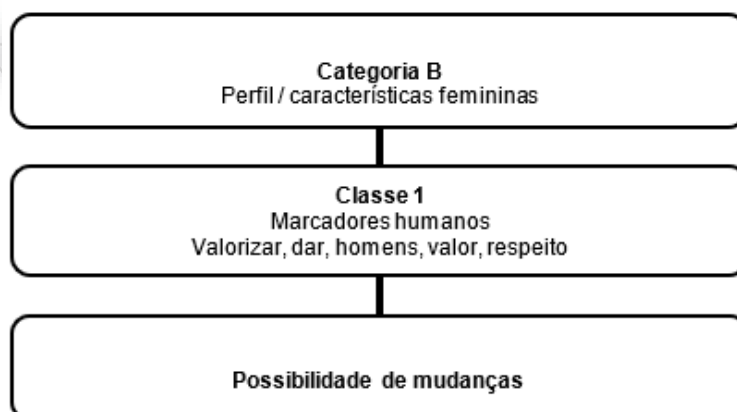 Categoria B
Perfil / características femininas
Classe 1
Marcadores humanos
Valorizar, dar, homens, valor, respeito
Possibilidade de mudanças